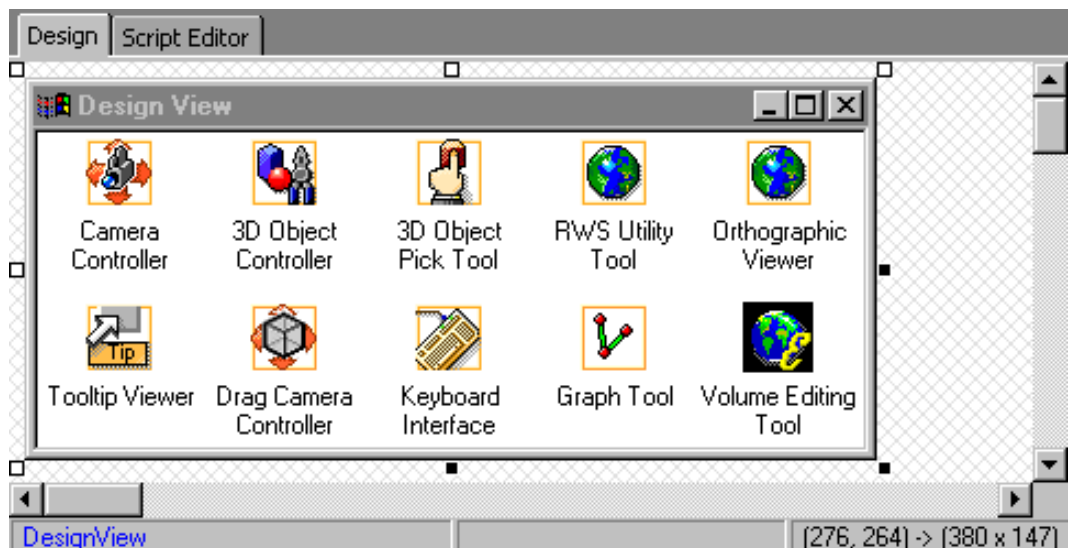 Design Script Editor
Design View
Camera Controller
3D Object Controller
3D Object Pick Tool
RWS Utility Tool
Orthographic Viewer
Tip
Tooltip Viewer
Drag Camera Controller
Keyboard Interface
Graph Tool
Volume Editing Tool
DesignView (276, 264) -> (380 x 147)